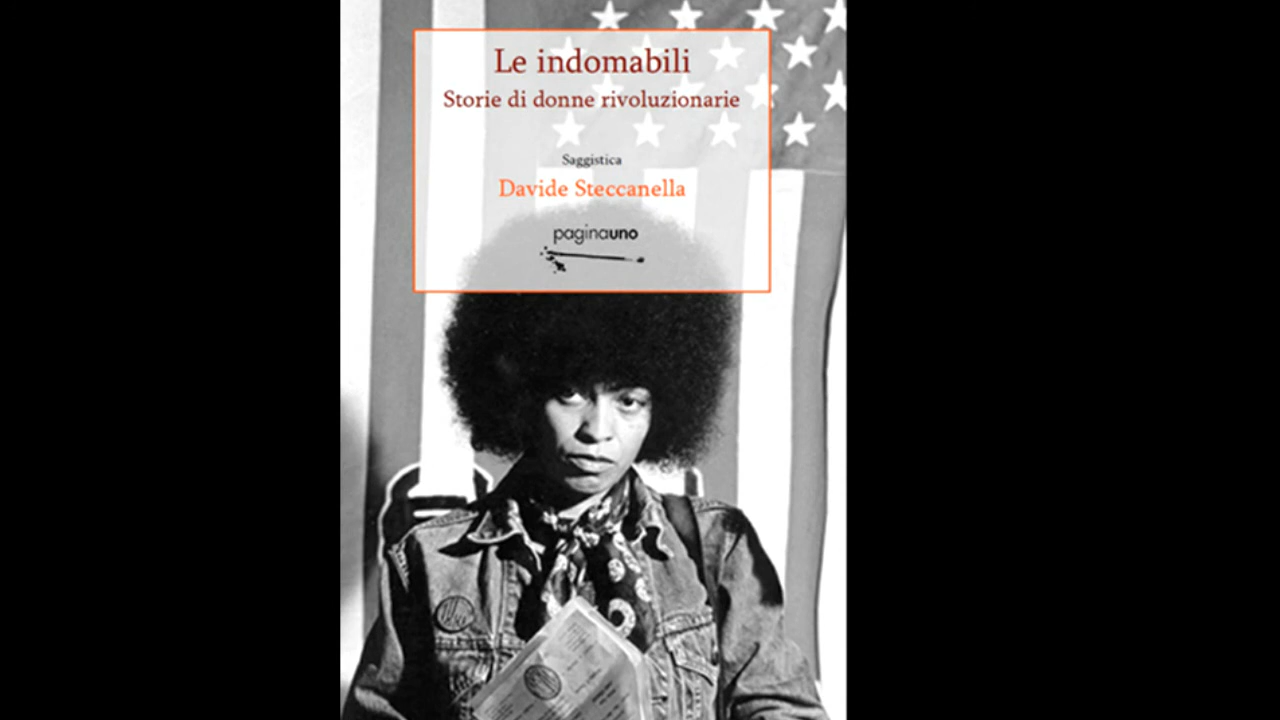 Le indomabili
Storie di donne rivoluzionarie
Saggistica
Davide Steccanella
paginauno